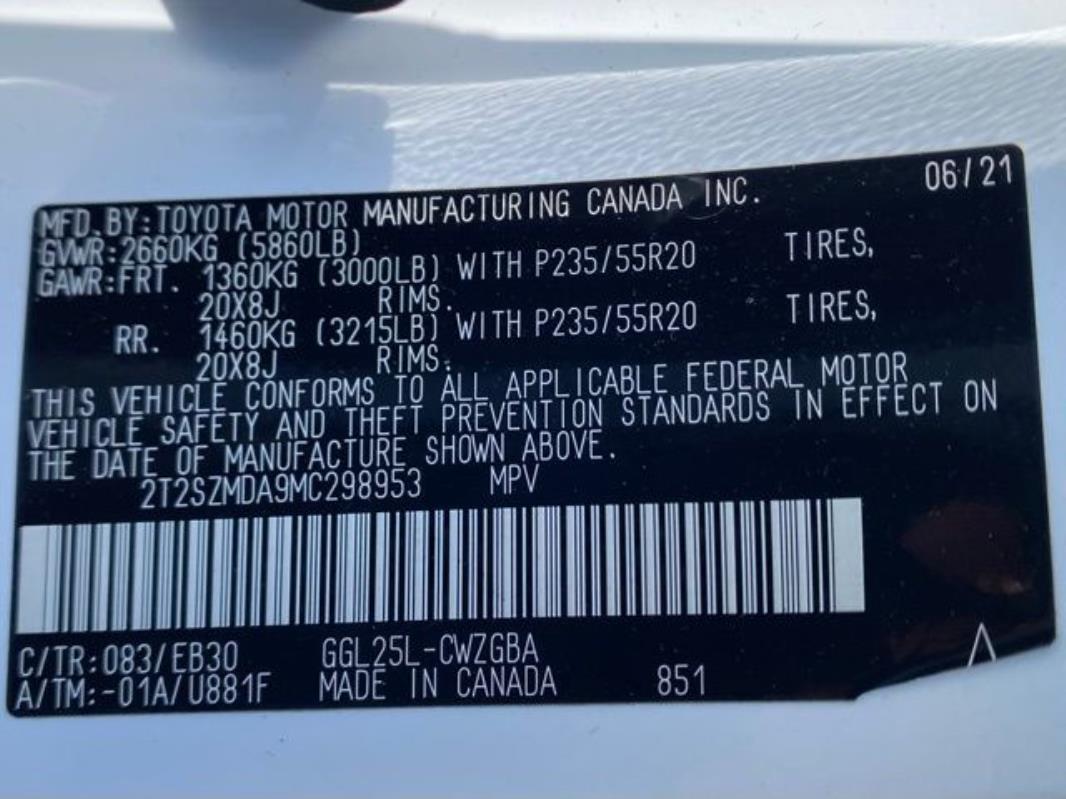 06/21
MFD.BY:TOYOTA MOTOR MANUFACTURING CANADA INC.
GVWR:2660KG (5860LB)
GAWR:FRT. 1360KG (3000LB) WITH P235/55R20 TIRES,
20X8J RIMS.
RR. 1460KG (3215LB) WITH P235/55R20 TIRES,
20X8J RIMS.
THIS VEHICLE CONFORMS TO ALL APPLICABLE FEDERAL MOTOR
VEHICLE SAFETY AND THEFT PREVENTION STANDARDS IN EFFECT ON
THE DATE OF MANUFACTURE SHOWN ABOVE.
2T2SZMDA9MC298953 MPV
C/TR:083/EB30 GGL25L-CWZGBA
A/TM:-01A/U881F MADE IN CANADA 851